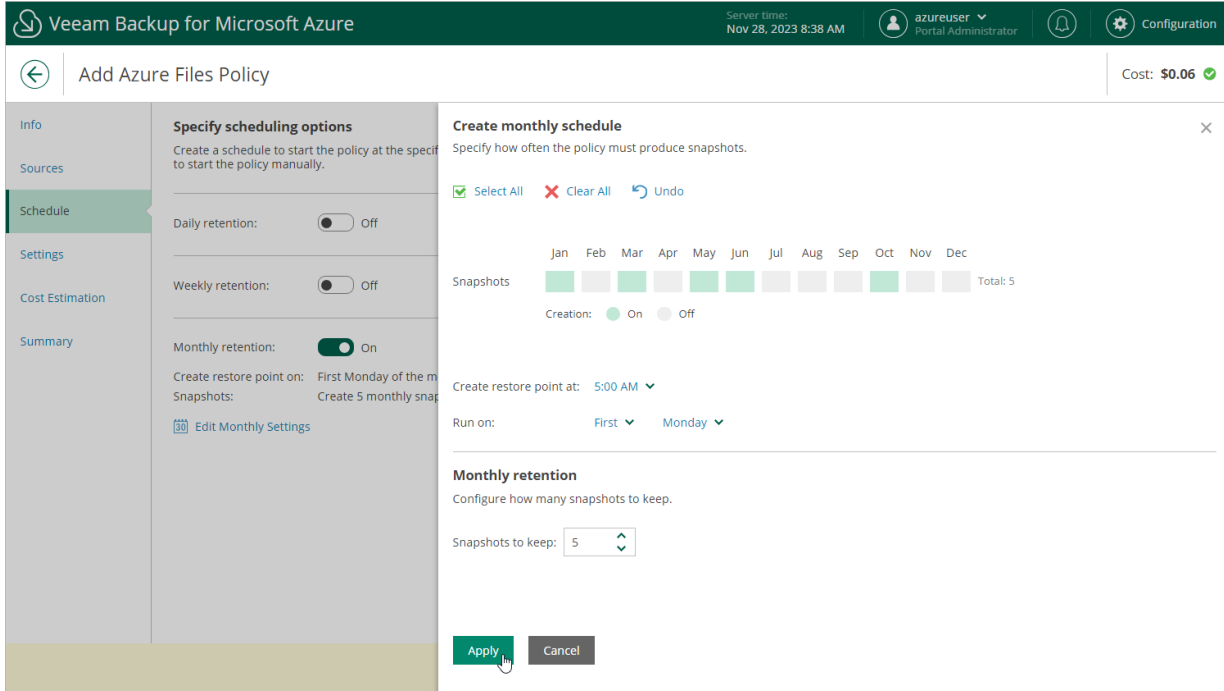 Veeam Backup for Microsoft Azure
Server time:
Nov 28, 2023 8:38 AM
azureuser
Portal Administrator
Configuration
Add Azure Files Policy
Cost: $0.06
Info
Sources
Schedule
Settings
Cost Estimation
Summary
Specify scheduling options
Create a schedule to start the policy at the specif
to start the policy manually.
Daily retention: Off
Weekly retention: Off
Monthly retention: On
Create restore point on: First Monday of the m
Snapshots: Create 5 monthly snap
30 Edit Monthly Settings
Create monthly schedule
Specify how often the policy must produce snapshots.
Select All Clear All Undo
Jan Feb Mar Apr May Jun Jul Aug Sep Oct Nov Dec
Snapshots Total: 5
Creation: On Off
Create restore point at: 5:00 AM
Run on: First Monday
Monthly retention
Configure how many snapshots to keep.
Snapshots to keep: 5
Apply Cancel